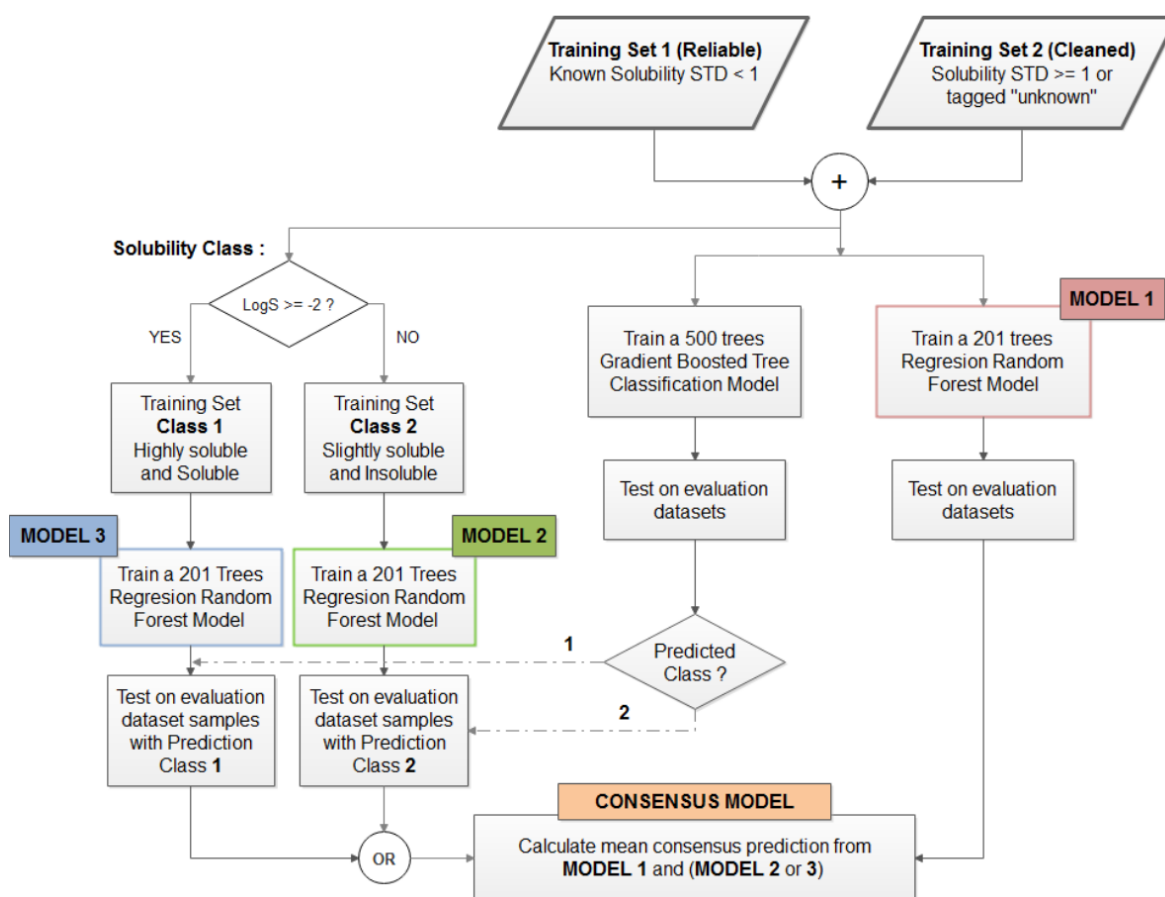 Training Set 1 (Reliable)
Known Solubility STD < 1
Training Set 2 (Cleaned)
Solubility STD >= 1 or
tagged "unknown"
+
Solubility Class :
LogS >= -2 ?
YES
NO
Training Set
Class 1
Highly soluble
and Soluble
Training Set
Class 2
Slightly soluble
and Insoluble
Train a 500 trees
Gradient Boosted Tree
Classification Model
MODEL 1
Train a 201 trees
Regresion Random
Forest Model
Test on evaluation
datasets
Test on evaluation
datasets
MODEL 3
Train a 201 Trees
Regresion Random
Forest Model
MODEL 2
Train a 201 Trees
Regresion Random
Forest Model
Predicted
Class ?
1
2
Test on evaluation
dataset samples
with Prediction
Class 1
Test on evaluation
dataset samples
with Prediction
Class 2
OR
CONSENSUS MODEL
Calculate mean consensus prediction from
MODEL 1 and (MODEL 2 or 3)